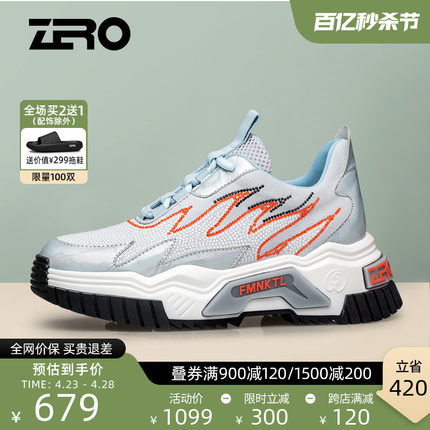 ZERO
百亿秒杀节
全场买2送1
(配饰除外)
送价值¥299拖鞋
限量100双
FMNKTL
ZERO
全网价保 买贵退差
预估到手价
TIME: 4.23 - 4.28
¥ 679
叠券满900减120/1500减200
活动价
¥1099
限时立减
¥ 300
跨店满减
¥ 120
立省
420